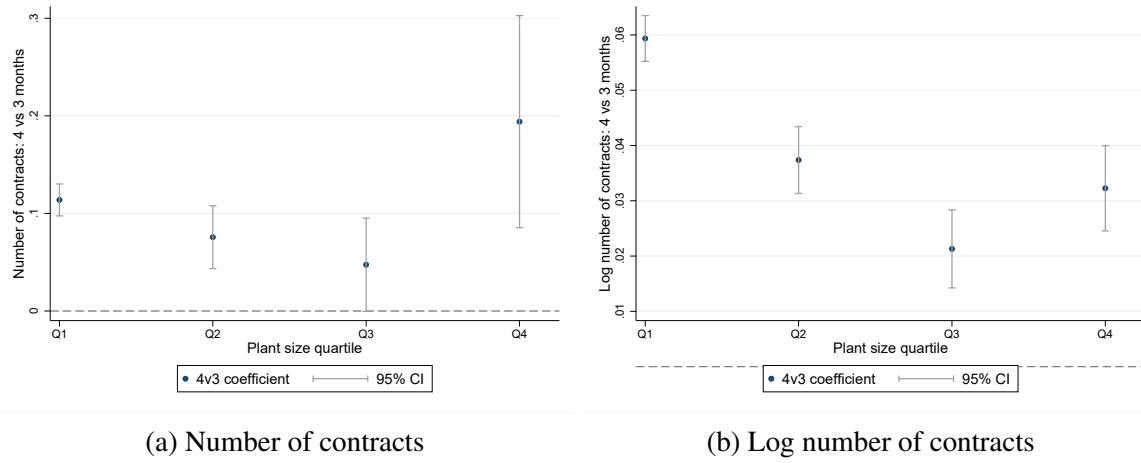 Number of contracts: 4 vs 3 months
.3
.2
.1
0
Q1 Q2 Q3 Q4
Plant size quartile
4v3 coefficient 95% CI
(a) Number of contracts
Log number of contracts: 4 vs 3 months
.06
.05
.04
.03
.02
.01
Q1 Q2 Q3 Q4
Plant size quartile
4v3 coefficient 95% CI
(b) Log number of contracts